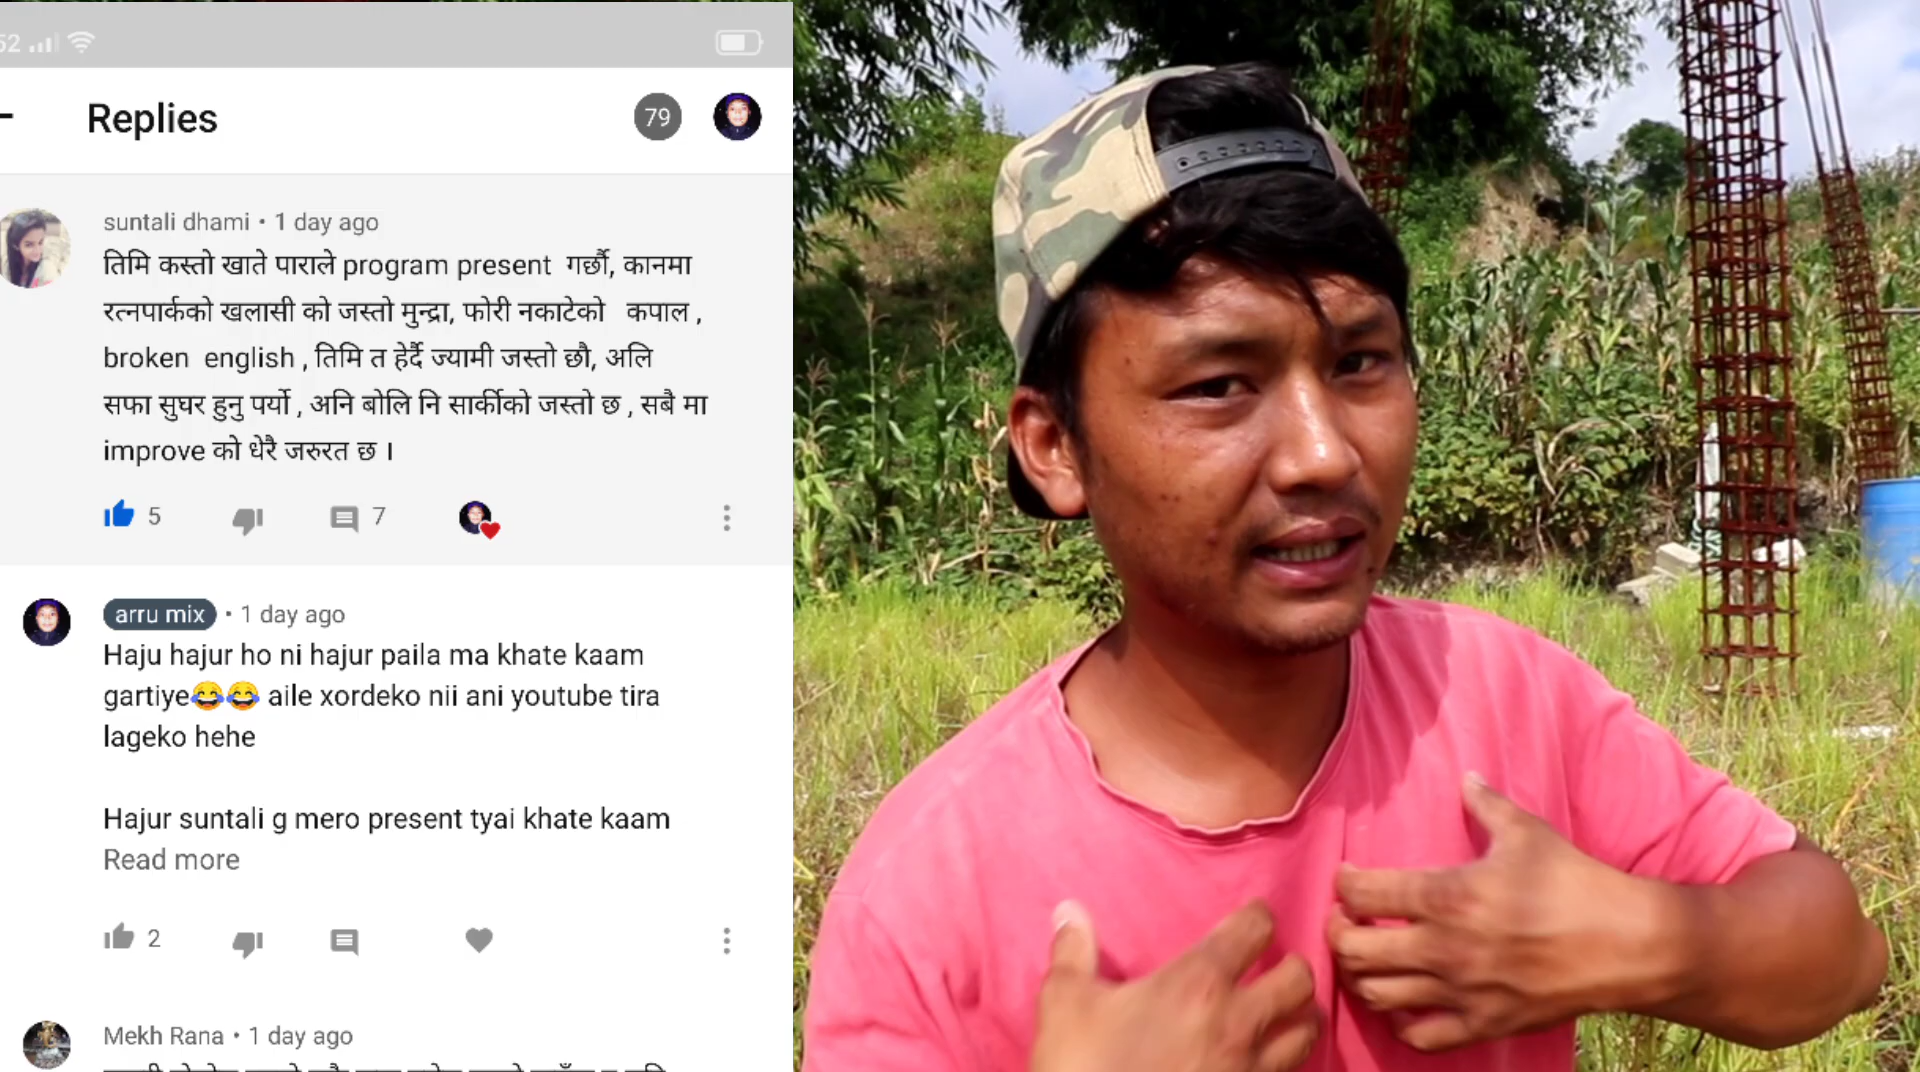 52
Replies
79
suntali dhami • 1 day ago
तिमि कस्तो खाते पाराले program present गर्छौ, कानमा
रत्नपार्कको खलासी को जस्तो मुन्द्रा, फोरी नकाटेको कपाल ,
broken english , तिमि त हेर्दै ज्यामी जस्तो छौ, अलि
सफा सुघर हुनु पर्यो , अनि बोलि नि सार्कीको जस्तो छ , सबै मा
improve को धेरै जरुरत छ ।
5 7
arru mix • 1 day ago
Haju hajur ho ni hajur paila ma khate kaam
gartiye😂😂 aile xordeko nii ani youtube tira
lageko hehe
Hajur suntali g mero present tyai khate kaam
Read more
2
Mekh Rana • 1 day ago